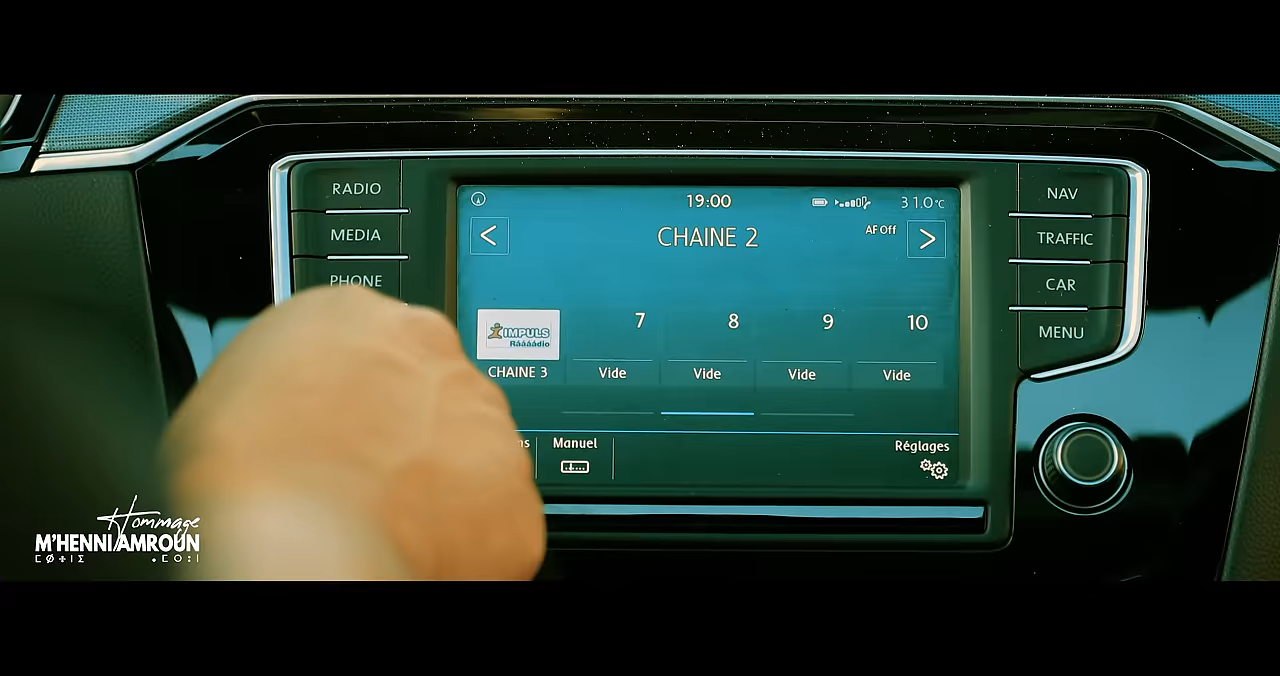 RADIO
MEDIA
PHONE
19:00
31.0°C
<
CHAINE 2
AF Off
>
IMPULS
Ráááádio
7
8
9
10
CHAINE 3
Vide
Vide
Vide
Vide
Manuel
Réglages
NAV
TRAFFIC
CAR
MENU
Hommage
M'HENNI AMROUN